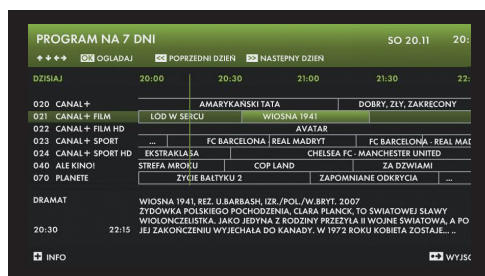 PROGRAM NA 7 DNI SO 20.11 20:
OK OGLADAJ << POPRZEDNI DZIEŃ >> NASTEPNY DZIEŃ
DZISIAJ 20:00 20:30 21:00 21:30 22:
020 CANAL+ AMERYKAŃSKI TATA DOBRY, ZŁY, ZAKRĘCONY
021 CANAL+ FILM LÓD W SERCU WIOSNA 1941
022 CANAL+ FILM HD AVATAR
023 CANAL+ SPORT ... FC BARCELONA - REAL MADRYT FC BARCELONA - REAL MAD
024 CANAL+ SPORT HD EKSTRAKLASA CHELSEA FC - MANCHESTER UNITED
040 ALE KINO! STREFA MROKU COP LAND ZA DZWIAMI
070 PLANETE ŻYCIE BAŁTYKU 2 ZAPOMNIANE ODKRYCIA ...
DRAMAT WIOSNA 1941, REŻ. U.BARBASH, IZR./POL./W.BRYT. 2007
ŻYDÓWKA POLSKIEGO POCHODZENIA, CLARA PLANCK, TO ŚWIATOWEJ SŁAWY
WIOLONCZELISTKA. JAKO JEDYNA Z RODZINY PRZEŻYŁA II WOJNE ŚWIATOWĄ, A PO
20:30 22:15 JEJ ZAKOŃCZENIU WYJECHAŁA DO KANADY. W 1972 ROKU KOBIETA ZOSTAJE... ..
INFO WYJSC